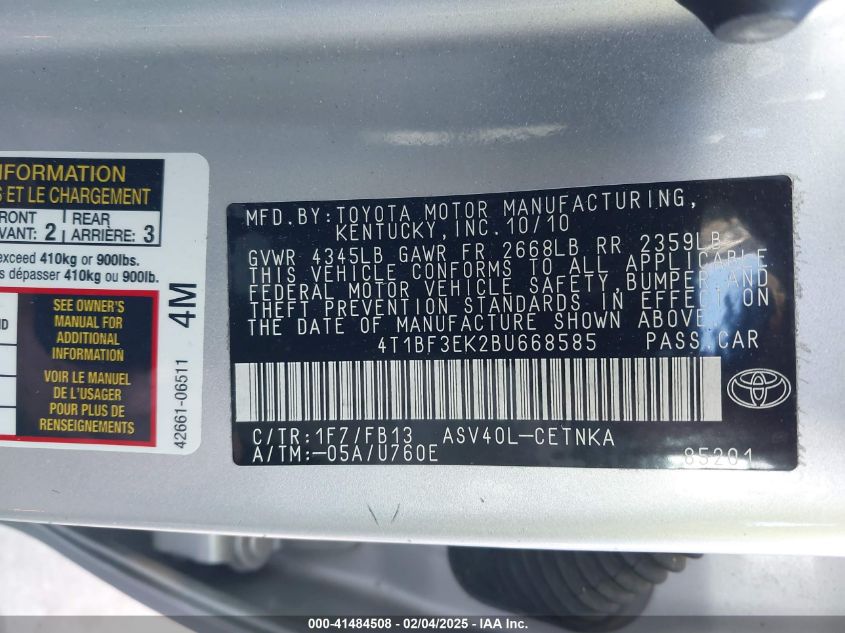 NFORMATION
S ET LE CHARGEMENT
FRONT
VANT: 2
REAR
ARRIÈRE: 3
exceed 410kg or 900lbs.
s dépasser 410kg ou 900lb.
ND
SEE OWNER'S
MANUAL FOR
ADDITIONAL
INFORMATION
VOIR LE MANUEL
DE L'USAGER
POUR PLUS DE
RENSEIGNEMENTS
4M
42661-06511
MFD.BY:TOYOTA MOTOR MANUFACTURING,
KENTUCKY,INC.10/10
GVWR 4345LB GAWR FR 2668LB RR 2359LB
THIS VEHICLE CONFORMS TO ALL APPLICABLE
FEDERAL MOTOR VEHICLE SAFETY,BUMPER,AND
THEFT PREVENTION STANDARDS IN EFFECT ON
THE DATE OF MANUFACTURE SHOWN ABOVE.
4T1BF3EK2BU668585 PASS.CAR
C/TR:1F7/FB13 ASV40L-CETNKA
A/TM:-05A/U760E 85201
000-41484508 - 02/04/2025 - IAAI Inc.